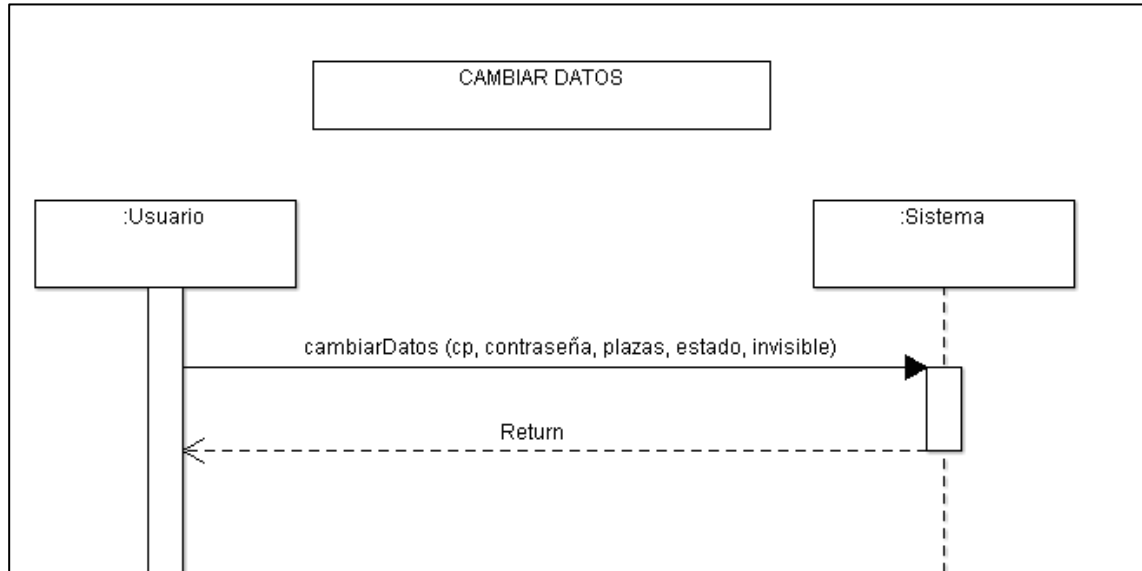 CAMBIAR DATOS
:Usuario
:Sistema
cambiarDatos (cp, contraseña, plazas, estado, invisible)
Return